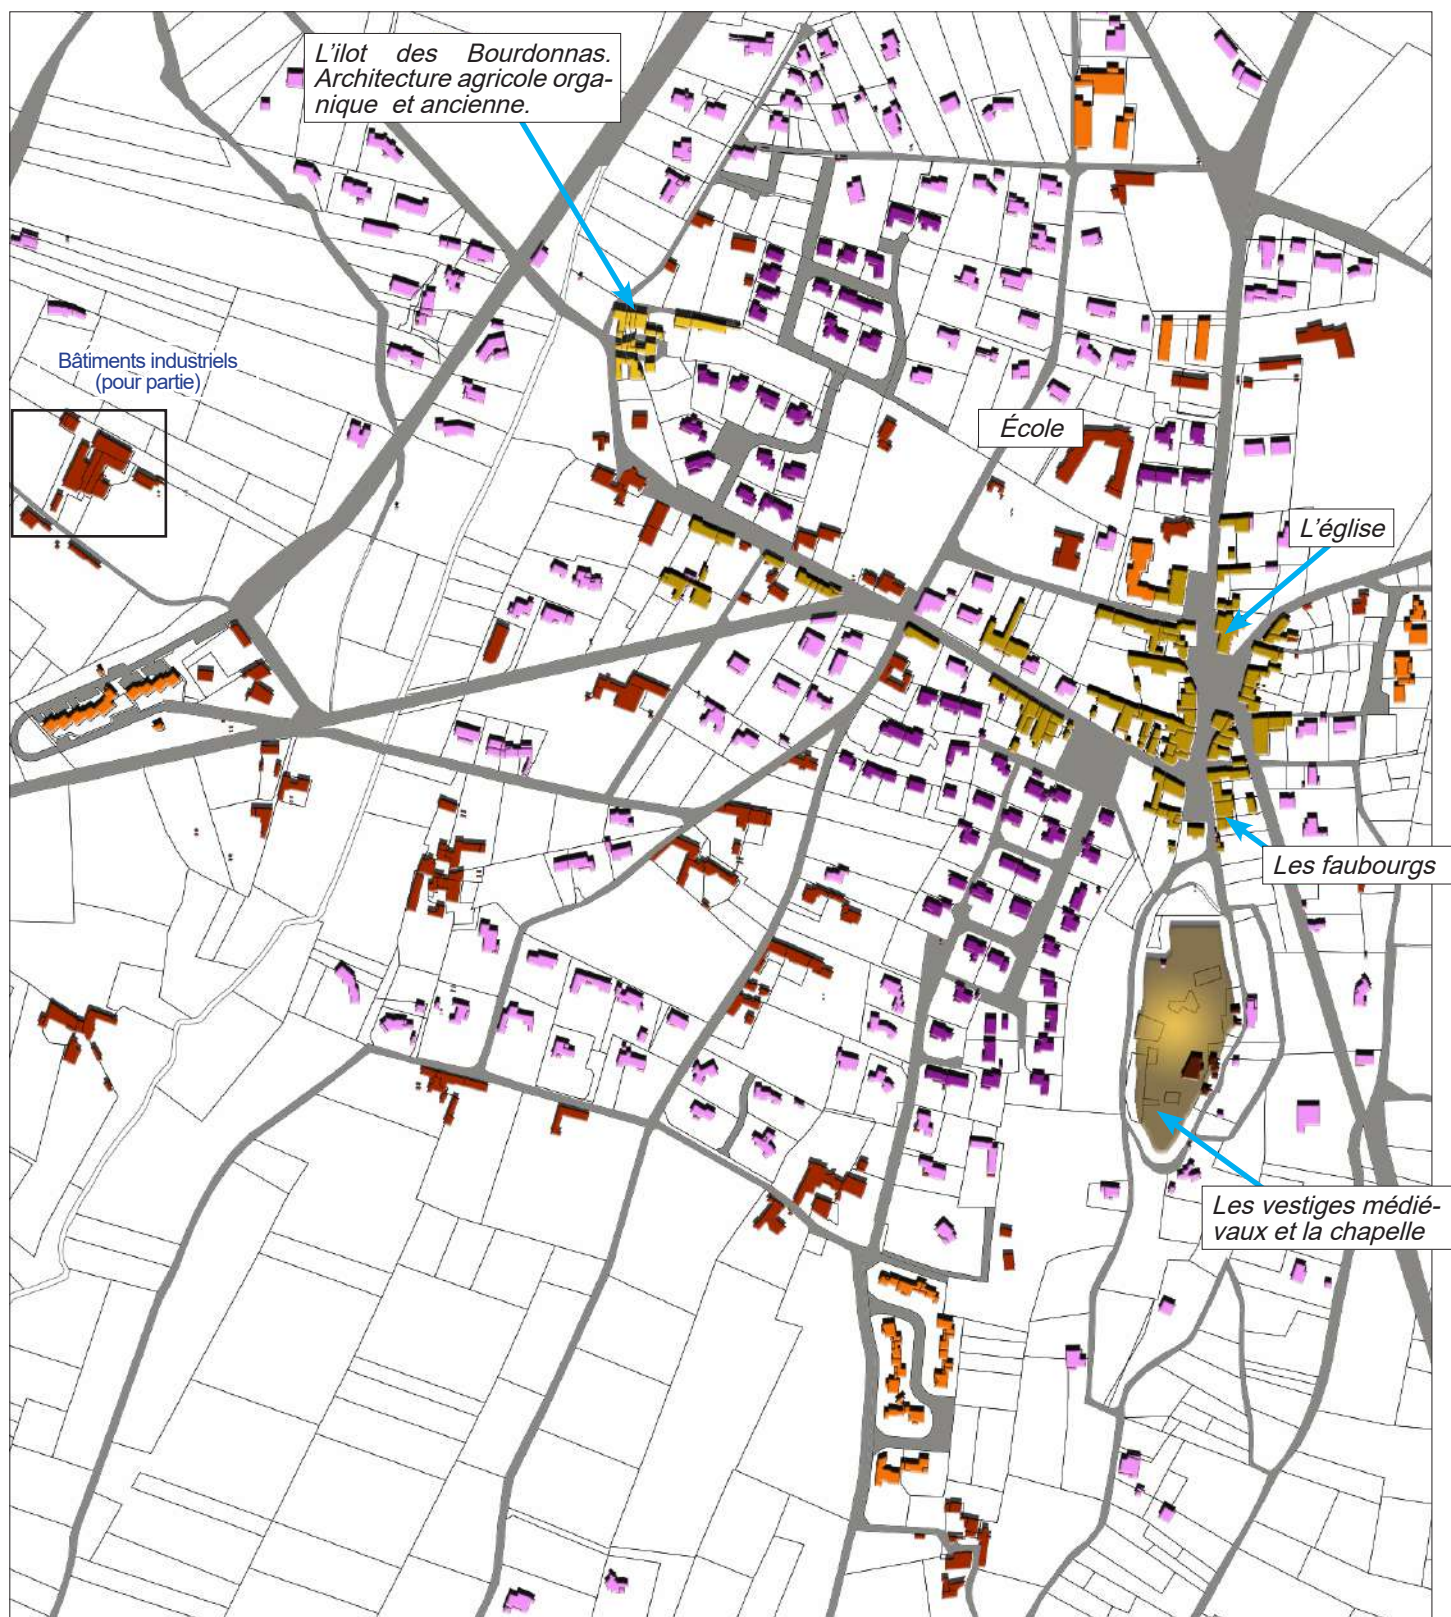 L'ilot des Bourdonnas.
Architecture agricole orga-
nique et ancienne.
Bâtiments industriels
(pour partie)
École
L'église
Les faubourgs
Les vestiges médié-
vaux et la chapelle